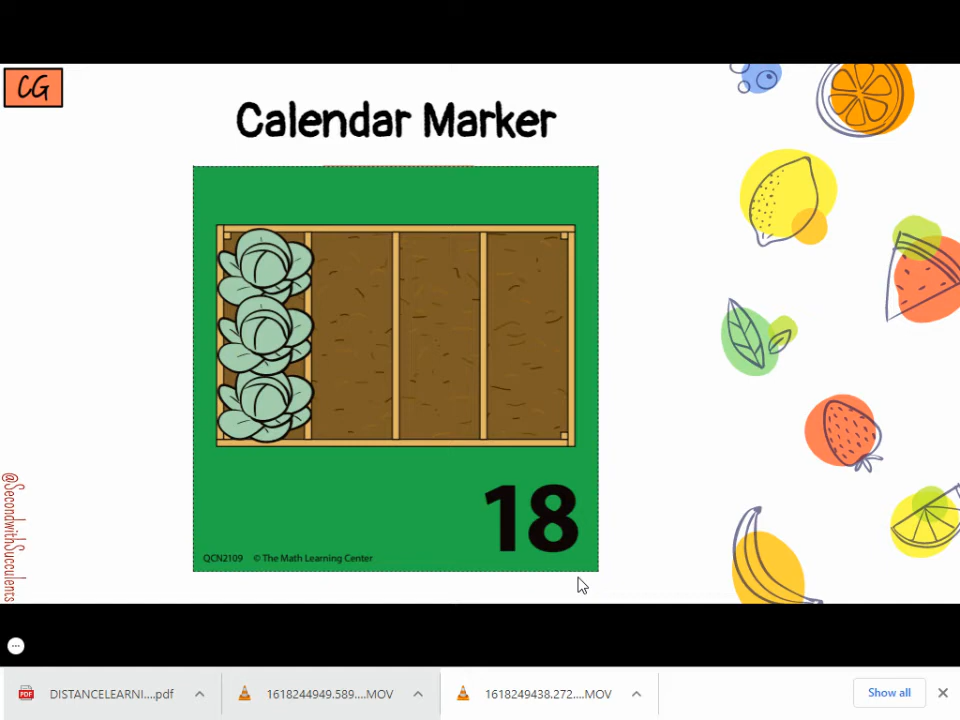 CG
Calendar Marker
18
QCN2109 © The Math Learning Center
@SecondwithSucculents
DISTANCELEARNI....pdf
1618244949.589....MOV
1618249438.272....MOV
Show all